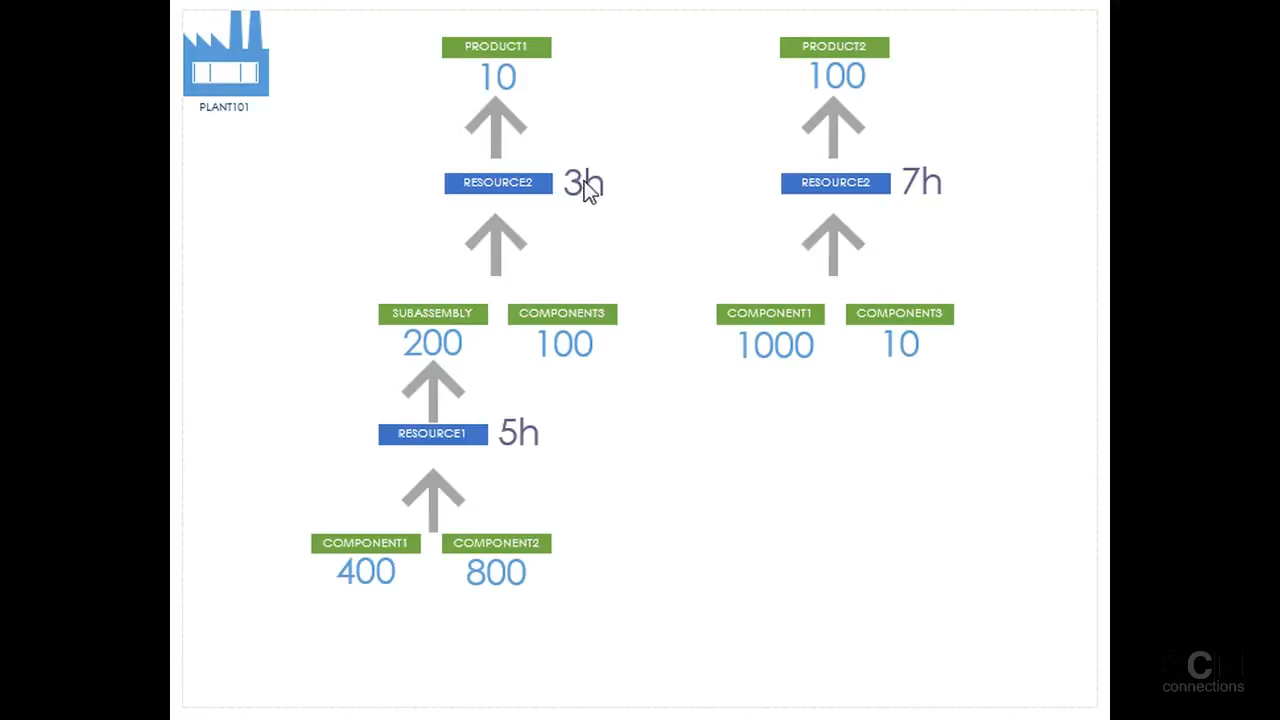 PRODUCT1 PRODUCT2
10 100
PLANT101
RESOURCE2 3h RESOURCE2 7h
SUBASSEMBLY COMPONENT3 COMPONENT1 COMPONENT3
200 100 1000 10
RESOURCE1 5h
COMPONENT1 COMPONENT2
400 800
connections